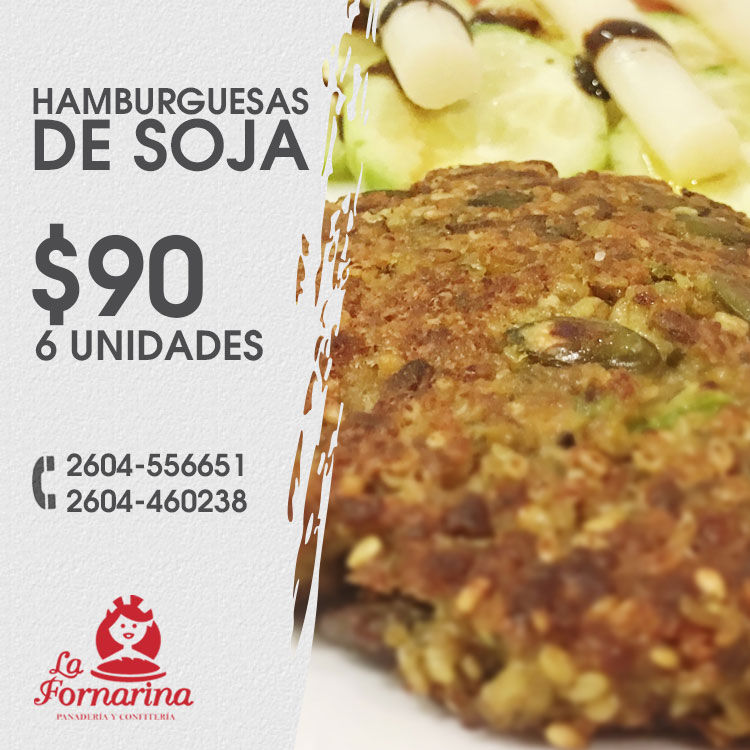 HAMBURGUESAS
DE SOJA
$90
6 UNIDADES
2604-556651
2604-460238
La
Fornarina
PANADERÍA Y CONFITERÍA